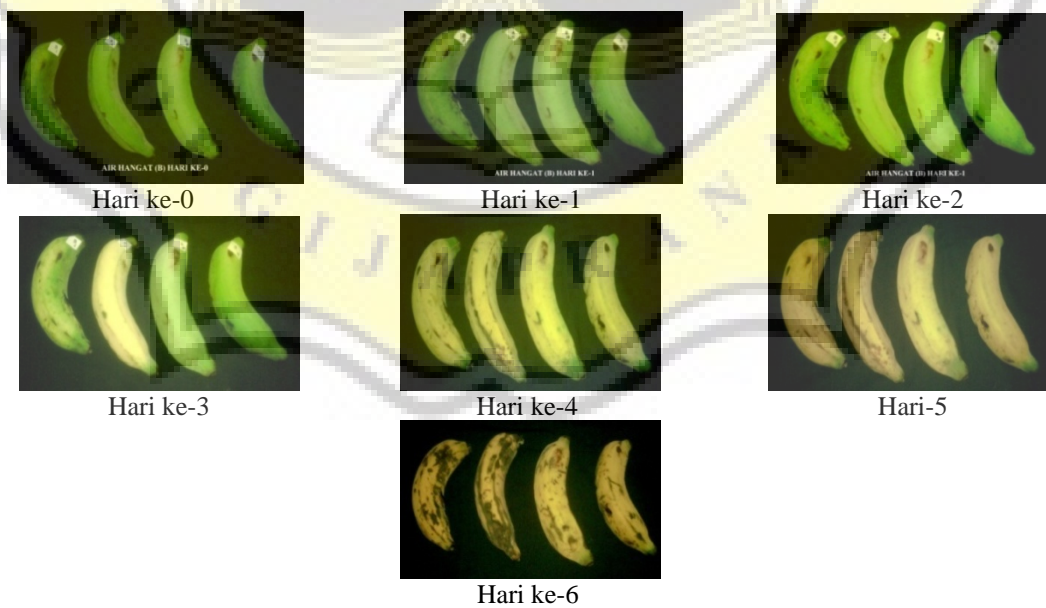 AIR HANGAT (B) HARI KE-0
AIR HANGAT (B) HARI KE-1
AIR HANGAT (B) HARI KE-1
Hari ke-0
Hari ke-1
Hari ke-2
Hari ke-3
Hari ke-4
Hari-5
Hari ke-6